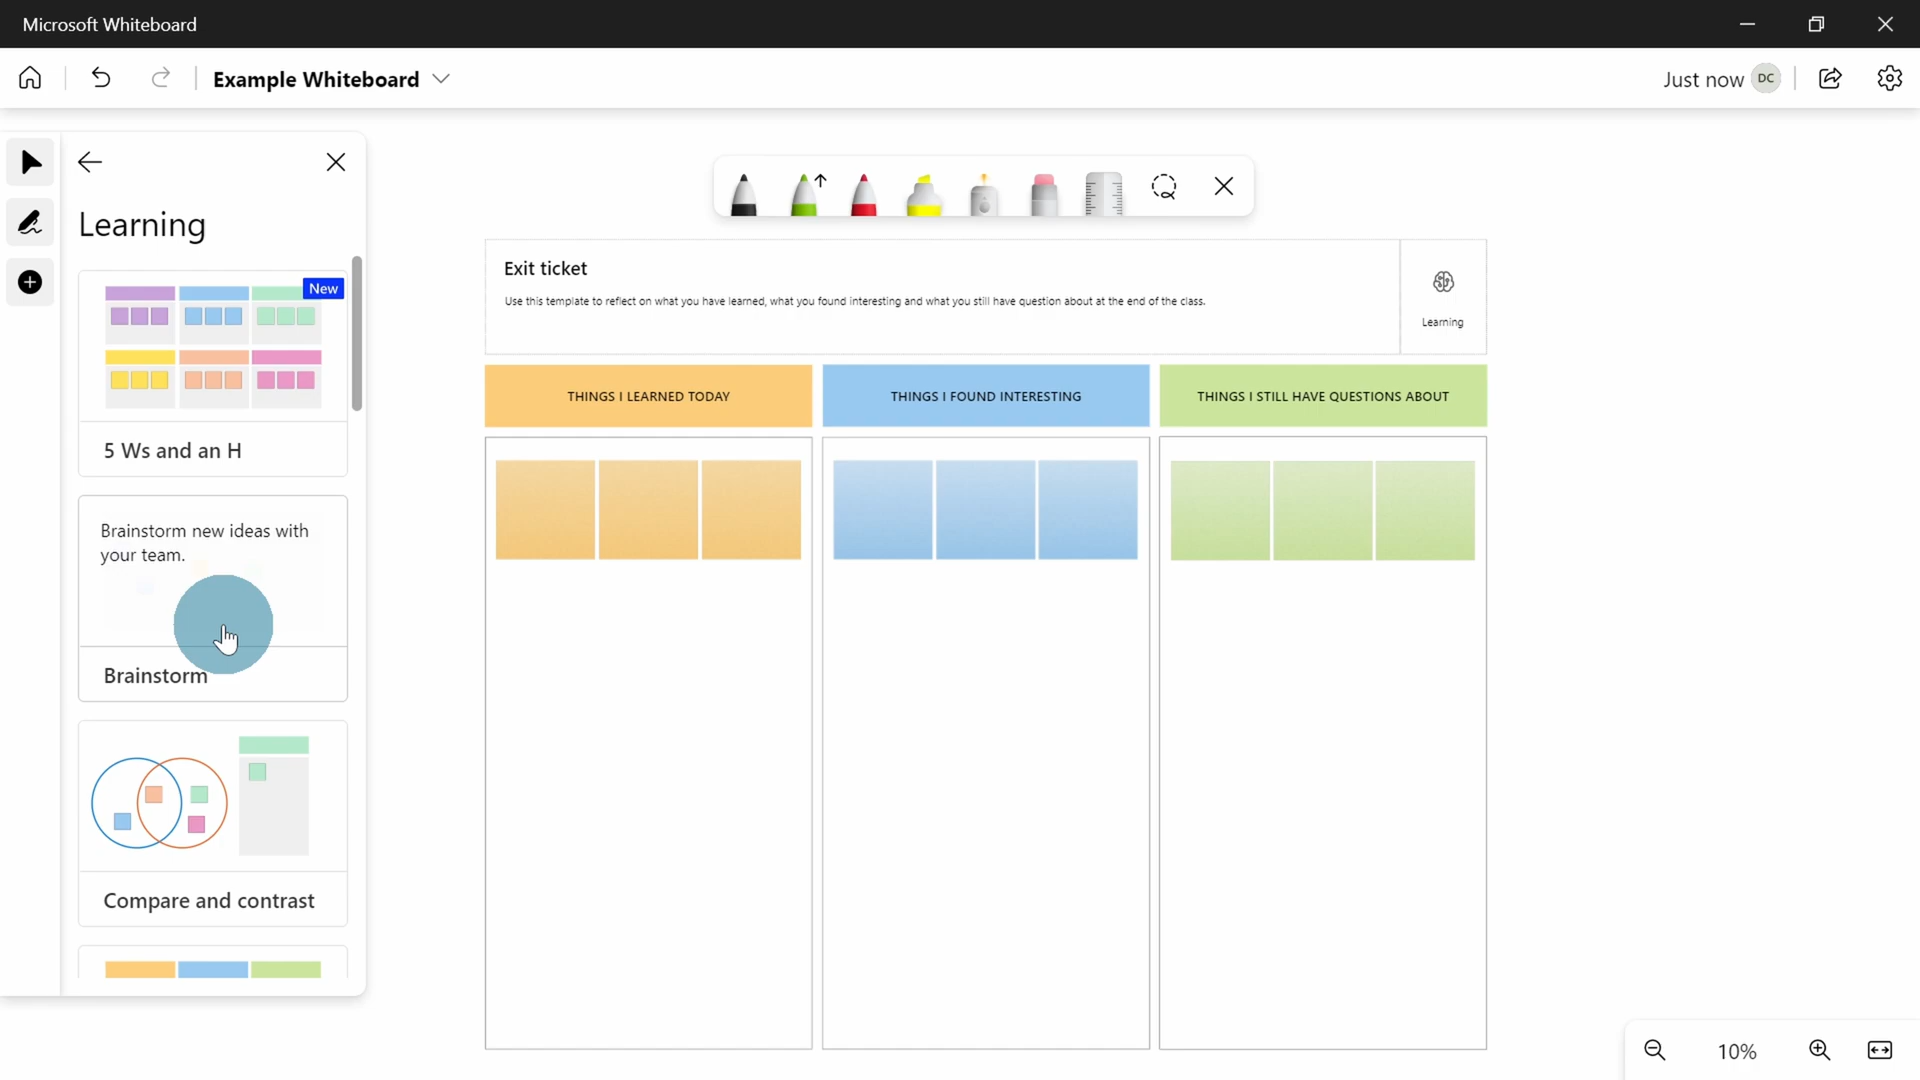 Microsoft Whiteboard
Example Whiteboard
Just now DC
Learning
New
5 Ws and an H
Brainstorm new ideas with
your team.
Brainstorm
Compare and contrast
Exit ticket
Use this template to reflect on what you have learned, what you found interesting and what you still have question about at the end of the class.
Learning
THINGS I LEARNED TODAY
THINGS I FOUND INTERESTING
THINGS I STILL HAVE QUESTIONS ABOUT
10%